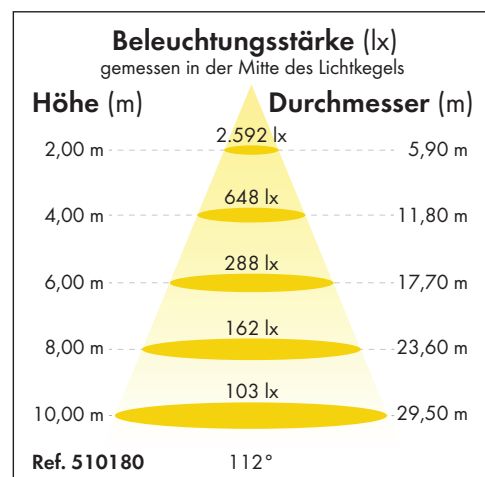 Beleuchtungsstärke (lx)
gemessen in der Mitte des Lichtkegels
Höhe (m) Durchmesser (m)
2,00 m 2.592 lx 5,90 m
4,00 m 648 lx 11,80 m
6,00 m 288 lx 17,70 m
8,00 m 162 lx 23,60 m
10,00 m 103 lx 29,50 m
Ref. 510180 112°